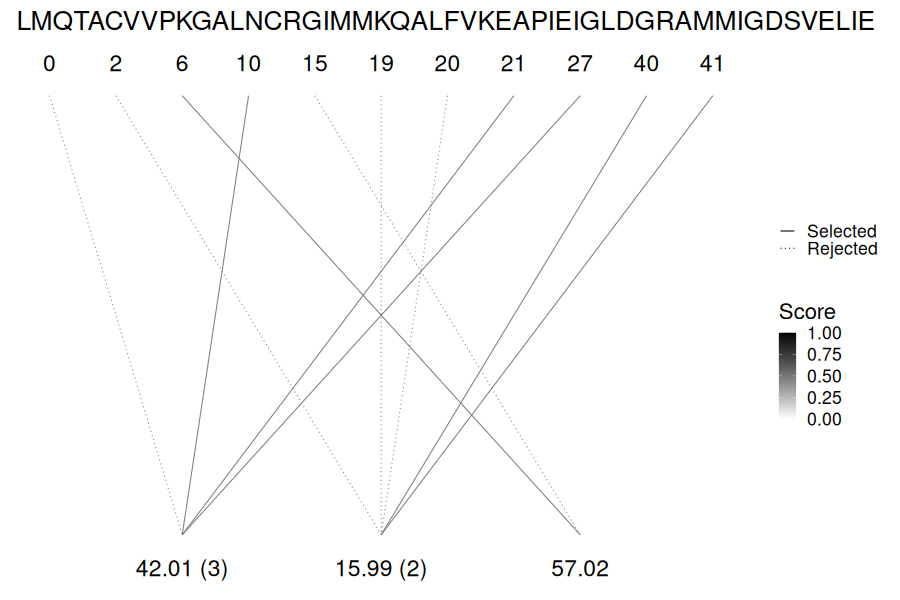 LMQTACVVPKGALNCRGIMMKQALFVKEAPIEIGLDGRAMMIGDSVELIE
0 2 6 10 15 19 20 21 27 40 41
Selected
Rejected
Score
1.00
0.75
0.50
0.25
0.00
42.01 (3) 15.99 (2) 57.02